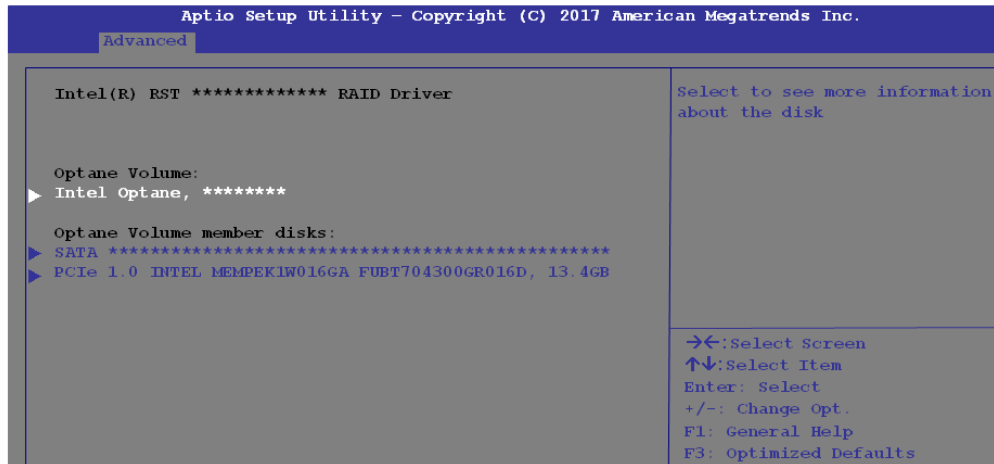 Aptio Setup Utility – Copyright (C) 2017 American Megatrends Inc.
Advanced
Intel(R) RST ************* RAID Driver
Optane Volume:
▶ Intel Optane, ********
Optane Volume member disks:
▶ SATA ************************************************
▶ PCIe 1.0 INTEL MEMPEK1W016GA FUBT704300GR016D, 13.4GB
Select to see more information
about the disk
→←:Select Screen
↑↓:Select Item
Enter: Select
+/-: Change Opt.
F1: General Help
F3: Optimized Defaults